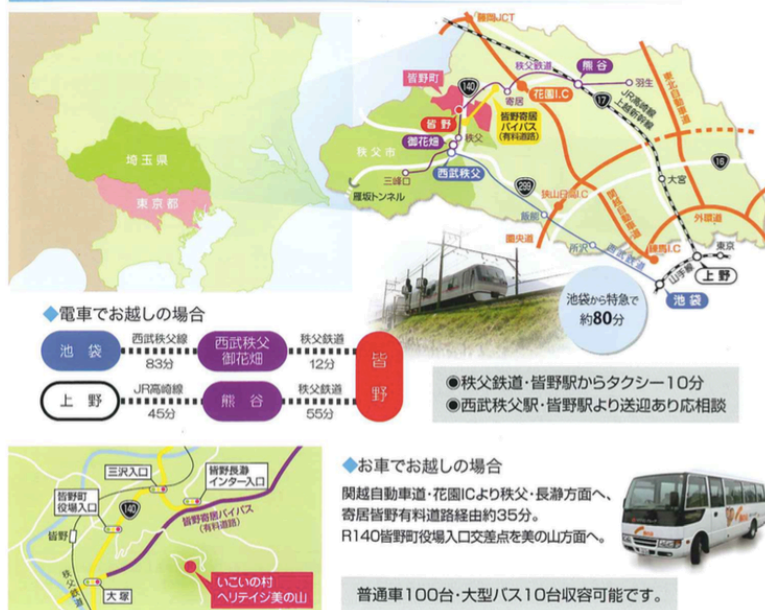 埼玉県
東京都
藤岡JCT
秩父鉄道
熊谷
羽生
皆野町
140
寄居
花園I.C
17
JR高崎線
上越新幹線
東北自動車道
皆野
皆野寄居
バイパス
(有料道路)
秩父
御花畑
秩父市
西武秩父
三峰口
雁坂トンネル
299
狭山日高I.C
関越自動車道
16
大宮
飯能
圏央道
外環道
所沢
西武鉄道
練馬I.C
東京
山手線
上野
池袋
池袋から特急で
約80分
◆電車でお越しの場合
池袋
西武秩父線
83分
西武秩父
御花畑
秩父鉄道
12分
皆野
上野
JR高崎線
45分
熊谷
秩父鉄道
55分
◉秩父鉄道・皆野駅からタクシー10分
◉西武秩父駅・皆野駅より送迎あり応相談
三沢入口
皆野長瀞
インター入口
皆野町
役場入口
140
皆野寄居バイパス
(有料道路)
皆野
秩父鉄道
大塚
いこいの村
ヘリテイジ美の山
◆お車でお越しの場合
関越自動車道・花園ICより秩父・長瀞方面へ、
寄居皆野有料道路経由約35分。
R140皆野町役場入口交差点を美の山方面へ。
普通車100台・大型バス10台収容可能です。